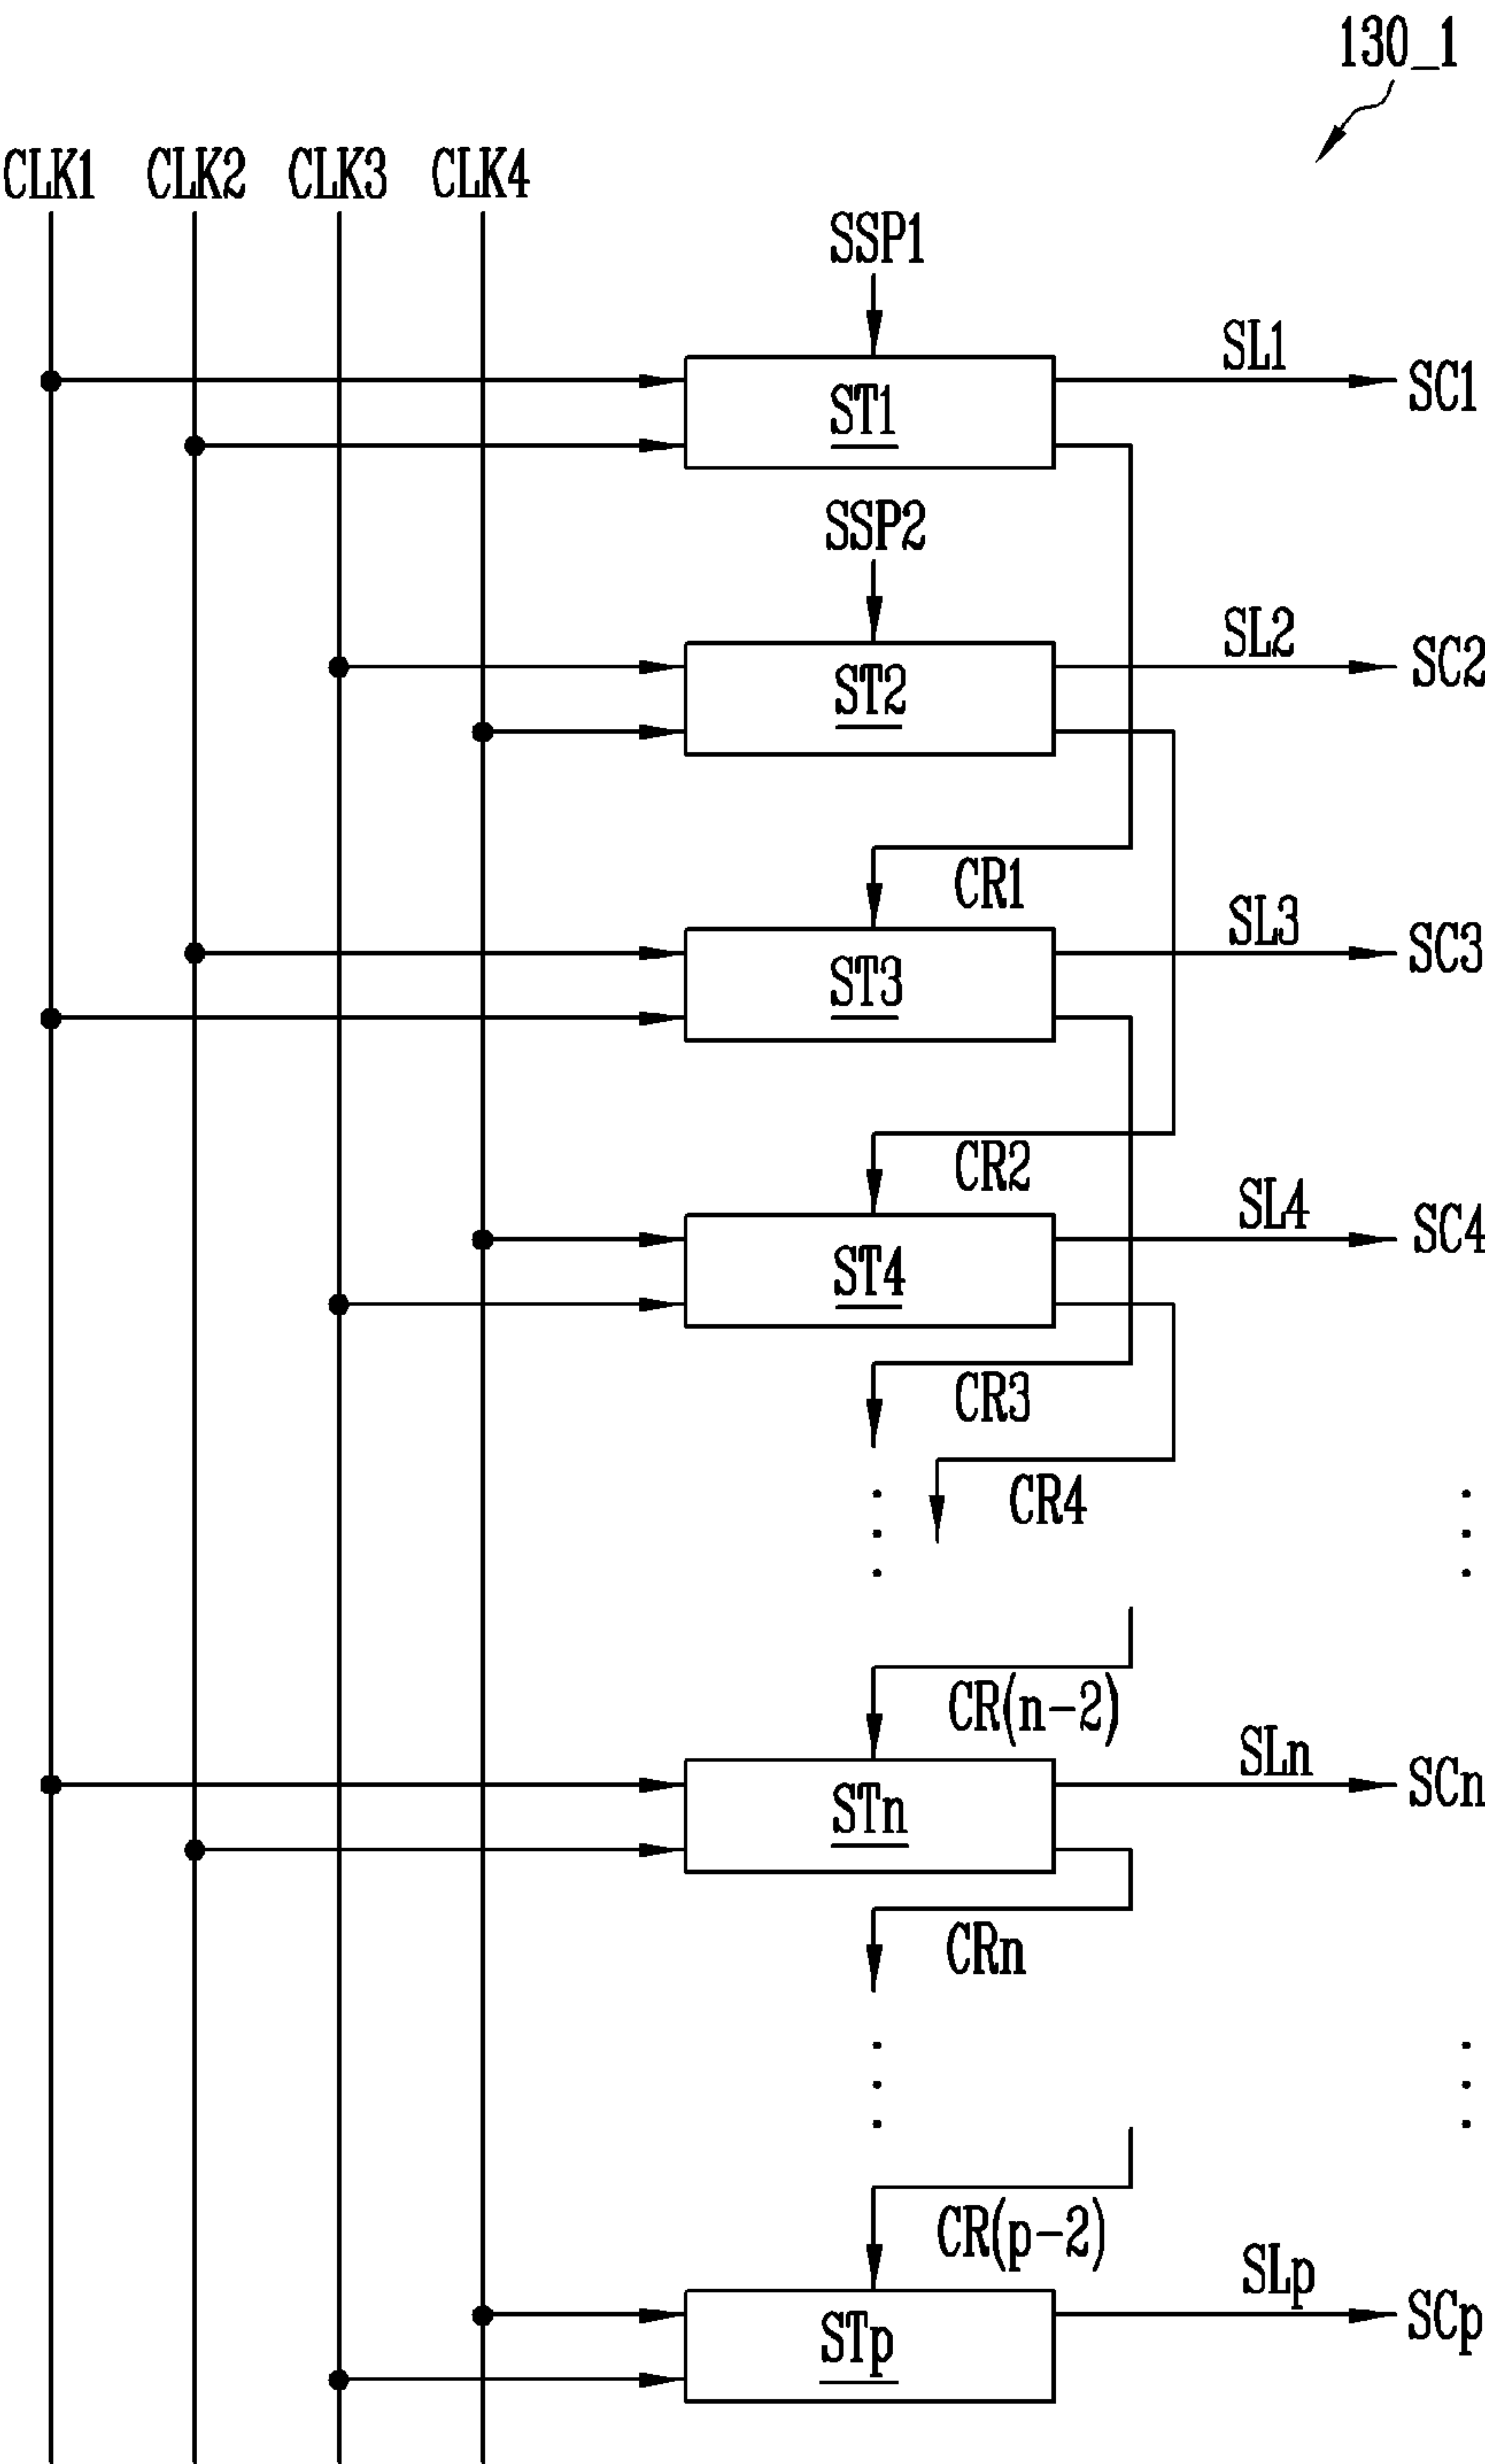 130_1
CLK1 CLK2 CLK3 CLK4
SSP1
SL1
ST1
SC1
SSP2
SL2
ST2
SC2
CR1
SL3
ST3
SC3
CR2
SL4
ST4
SC4
CR3
CR4
CR(n-2)
SLn
STn
SCn
CRn
CR(p-2)
SLp
STp
SCp